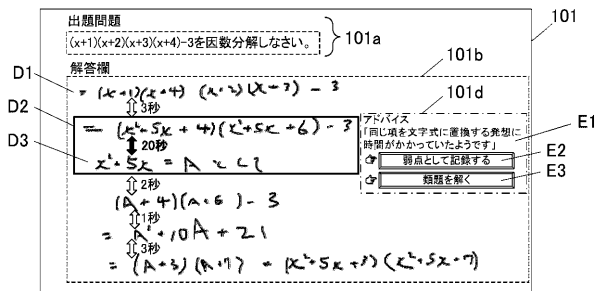 出題問題
101
(x+1)(x+2)(x+3)(x+4)-3を因数分解しなさい。
101a
解答欄
101b
D1
= (x+1)(x+4) (x+2)(x+3) - 3
3秒
101d
D2
= (x²+5x+4)(x²+5x+6) - 3
20秒
D3
x²+5x = A とくと
アドバイス
「同じ項を文字式に置換する発想に
時間がかかっていたようです」
E1
弱点として記録する
E2
類題を解く
E3
2秒
(A+4)(A+6) - 3
1秒
= A²+10A+21
3秒
= (A+3)(A+7) = (x²+5x+3)(x²+5x+7)